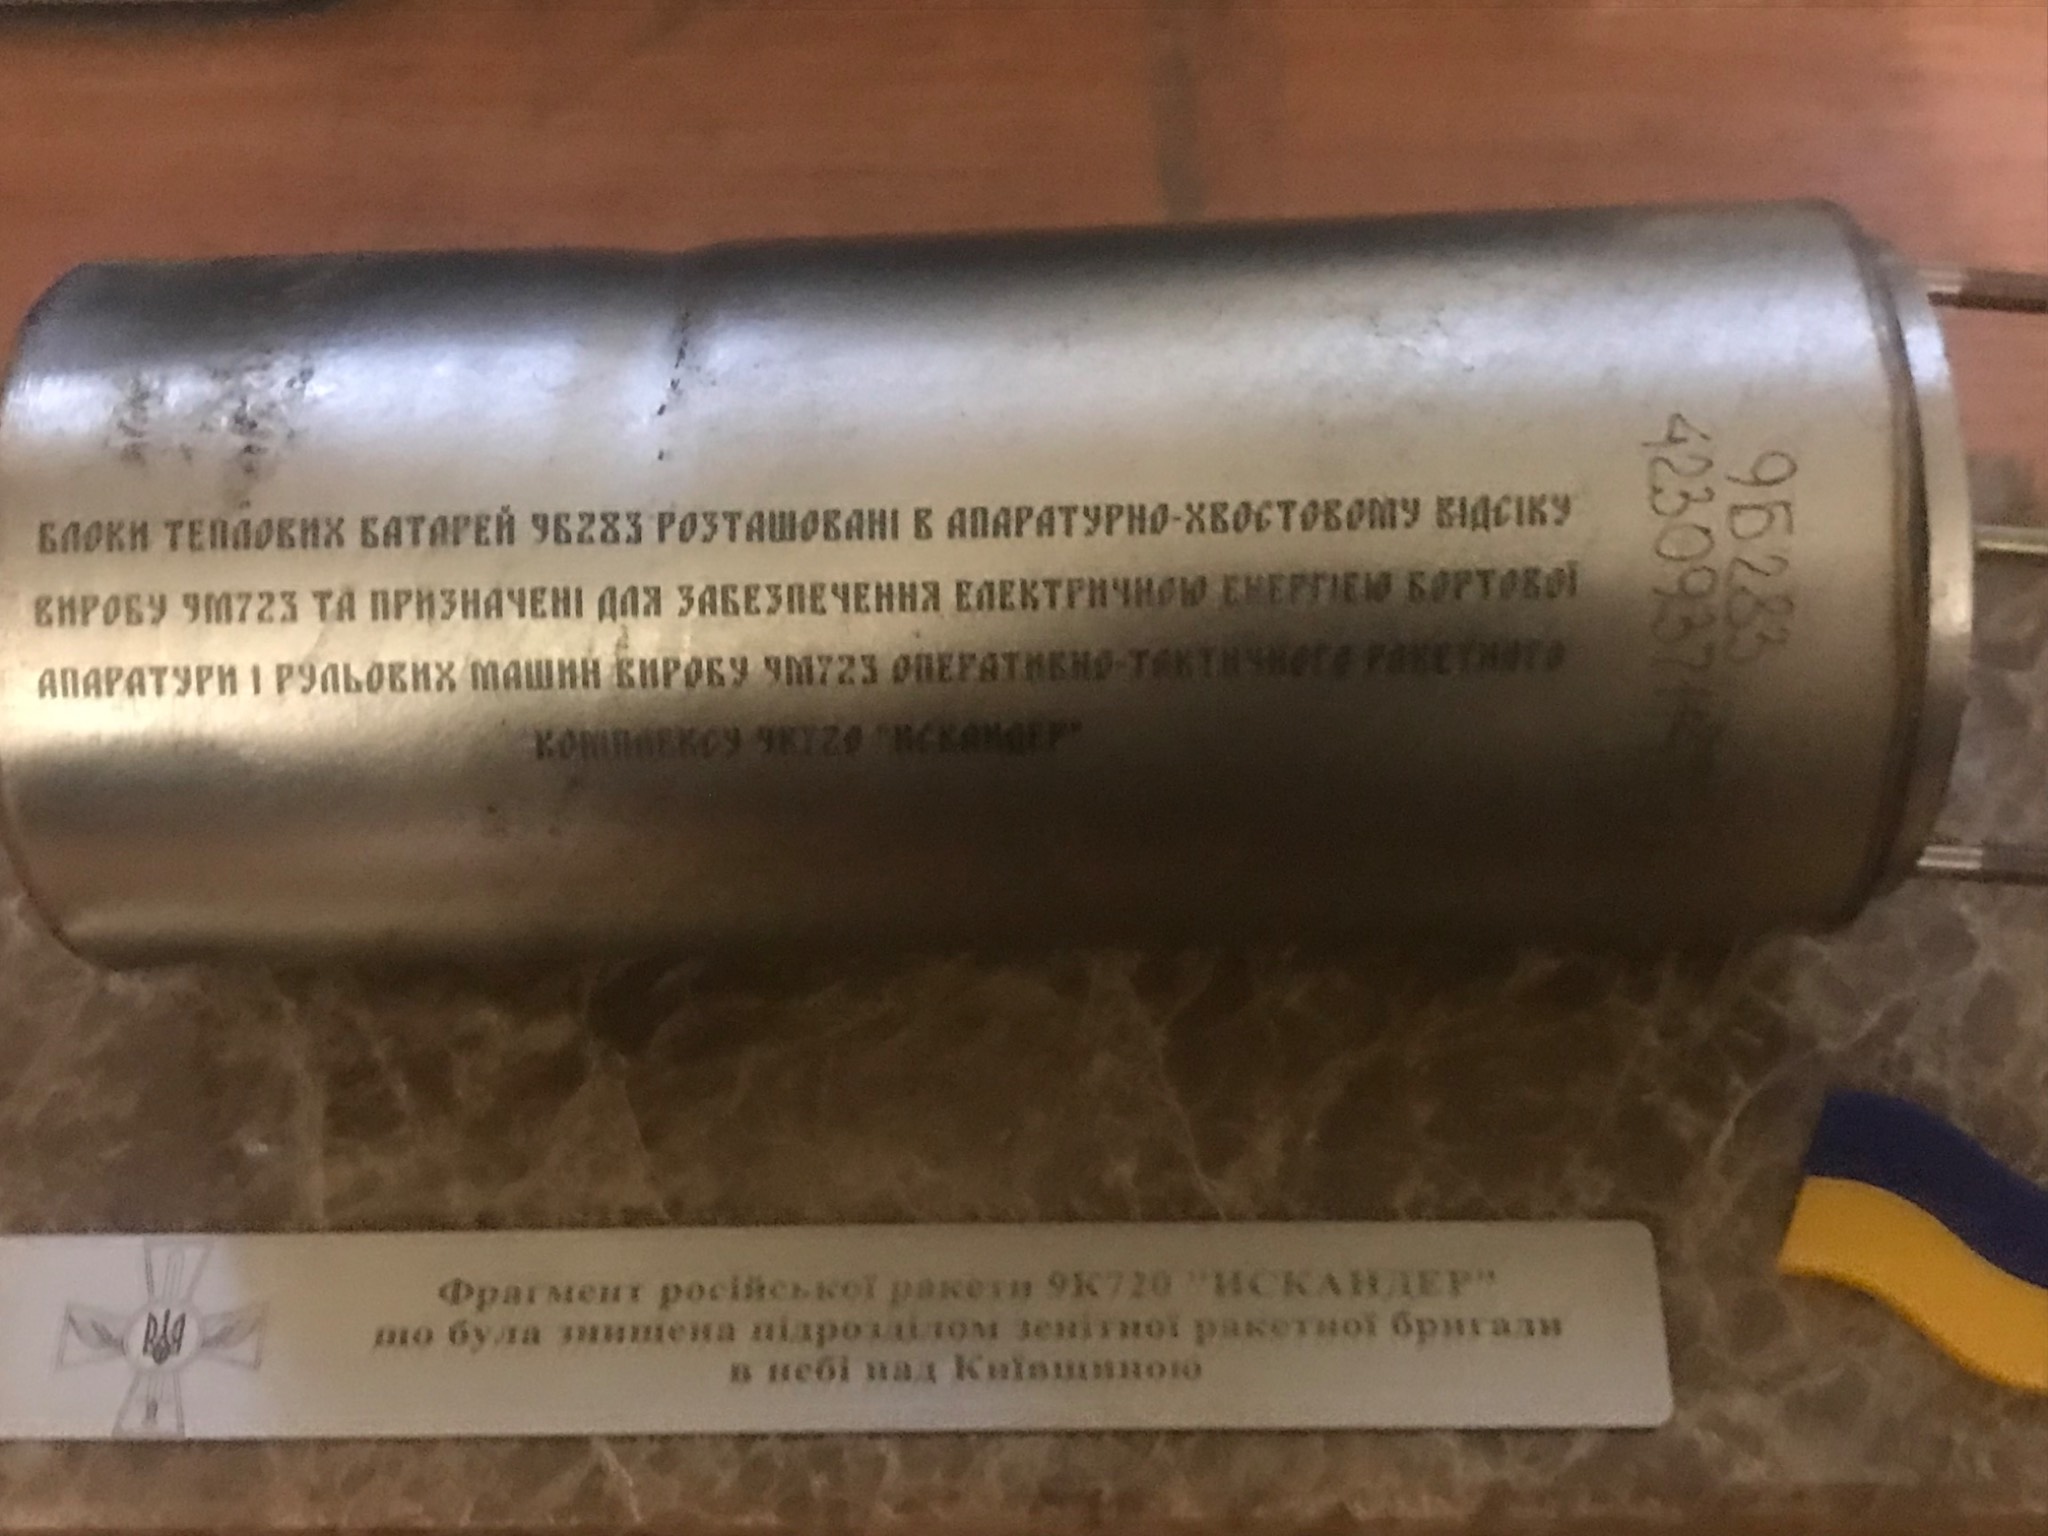 БЛОКИ ТЕПЛОВИХ БАТАРЕЙ 9Б283 РОЗТАШОВАНІ В АПАРАТУРНО-ХВОСТОВОМУ ВІДСІКУ
ВИРОБУ 9М723 ТА ПРИЗНАЧЕНІ ДЛЯ ЗАБЕЗПЕЧЕННЯ ЕЛЕКТРИЧНОЮ ЕНЕРГІЄЮ БОРТОВОЇ
АПАРАТУРИ І РУЛЬОВИХ МАШИН ВИРОБУ 9М723 ОПЕРАТИВНО-ТАКТИЧНОГО РАКЕТНОГО
КОМПЛЕКСУ 9К720 "ИСКАНДЕР"
9Б283
Фрагмент російської ракети 9К720 "ИСКАНДЕР"
що була знищена підрозділом зенітної ракетної бригади
в небі над Київщиною